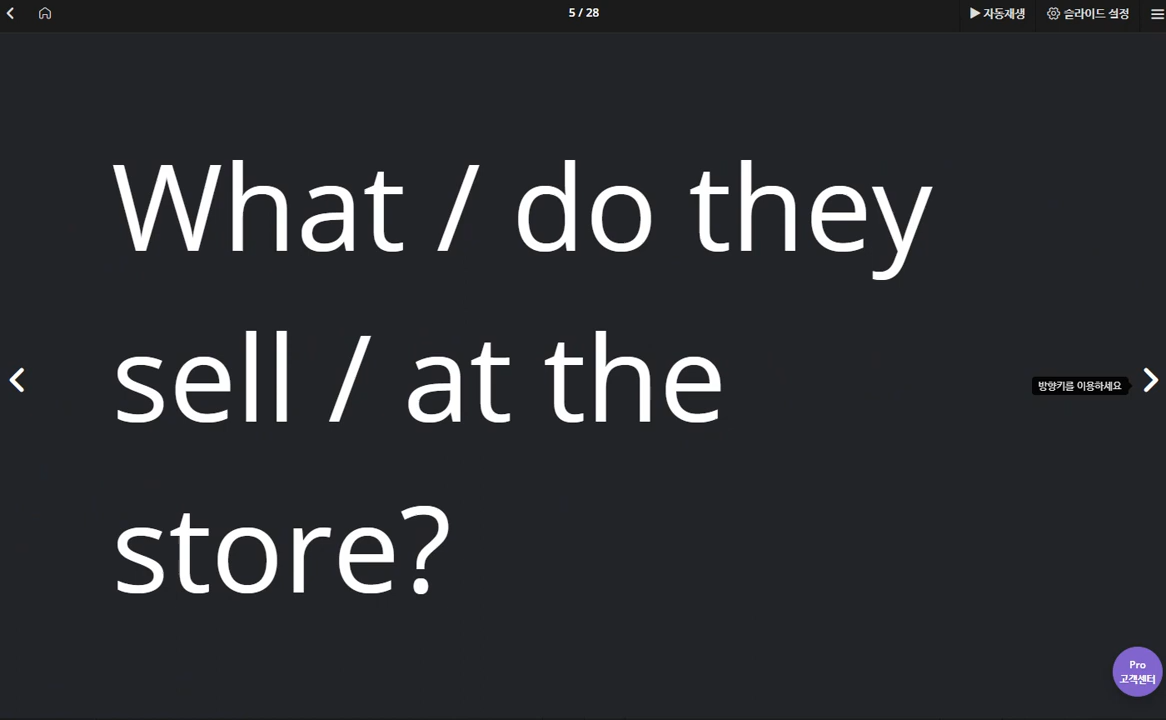 5 / 28
▶ 자동재생
슬라이드 설정
What / do they
sell / at the
store?
방향키를 이용하세요
Pro
고객센터